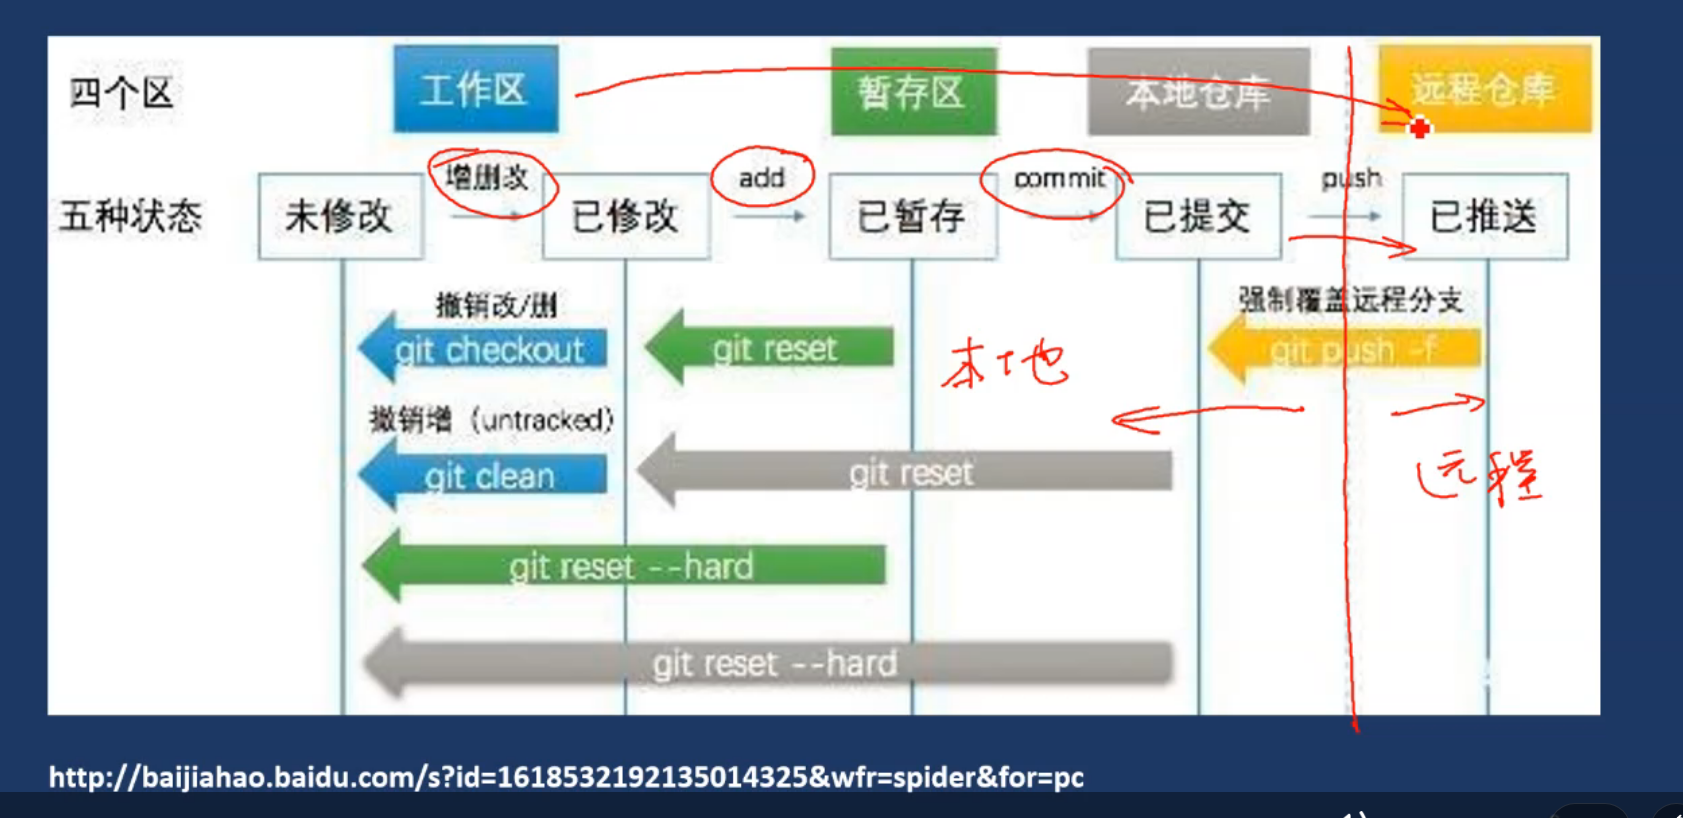 四个区 工作区 暂存区 本地仓库 远程仓库
增删改 add commit push
五种状态 未修改 已修改 已暂存 已提交 已推送
撤销改/删 强制覆盖远程分支
git checkout git reset git push -f
本地
撤销增（untracked）
git clean git reset
远程
git reset --hard
git reset --hard
http://baijiahao.baidu.com/s?id=1618532192135014325&wfr=spider&for=pc